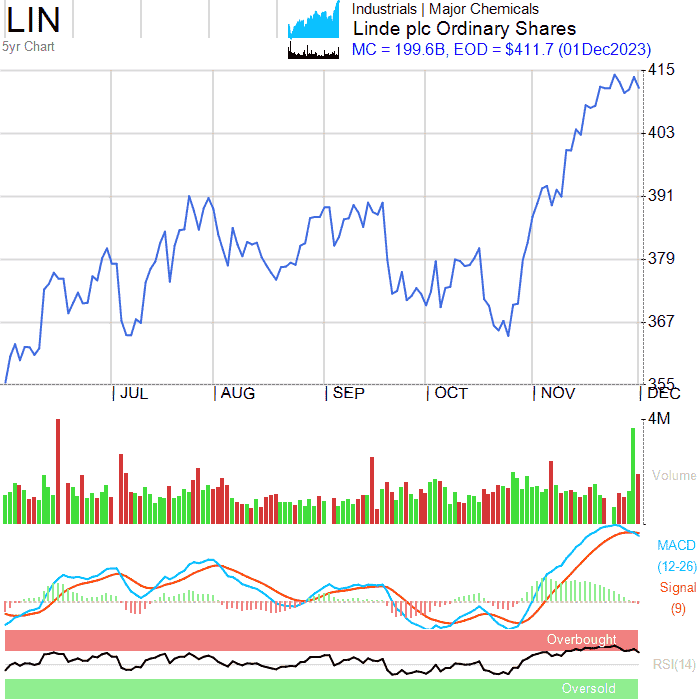 LIN
5yr Chart
Industrials | Major Chemicals
Linde plc Ordinary Shares
MC = 199.6B, EOD = $411.7 (01Dec2023)
415
403
391
379
367
355
JUL
AUG
SEP
OCT
NOV
DEC
4M
Volume
MACD
(12-26)
Signal
(9)
Overbought
RSI(14)
Oversold